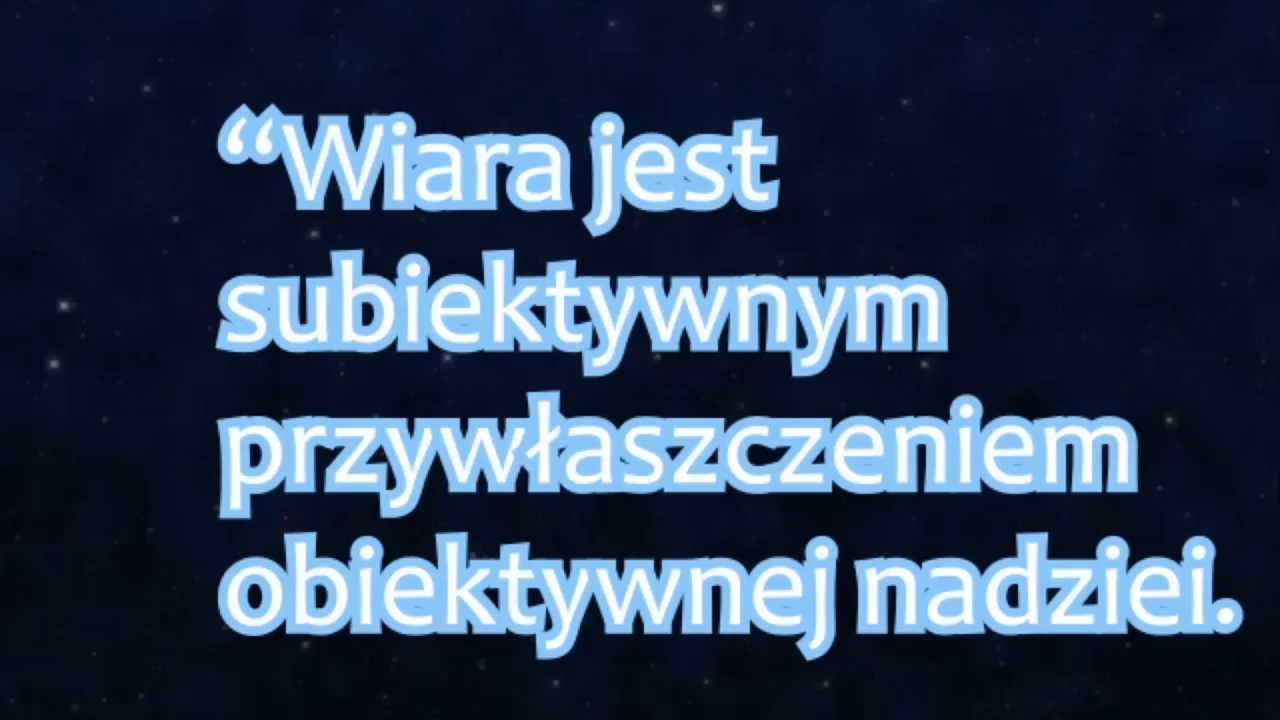 “Wiara jest
subiektywnym
przywłaszczeniem
obiektywnej nadziei.